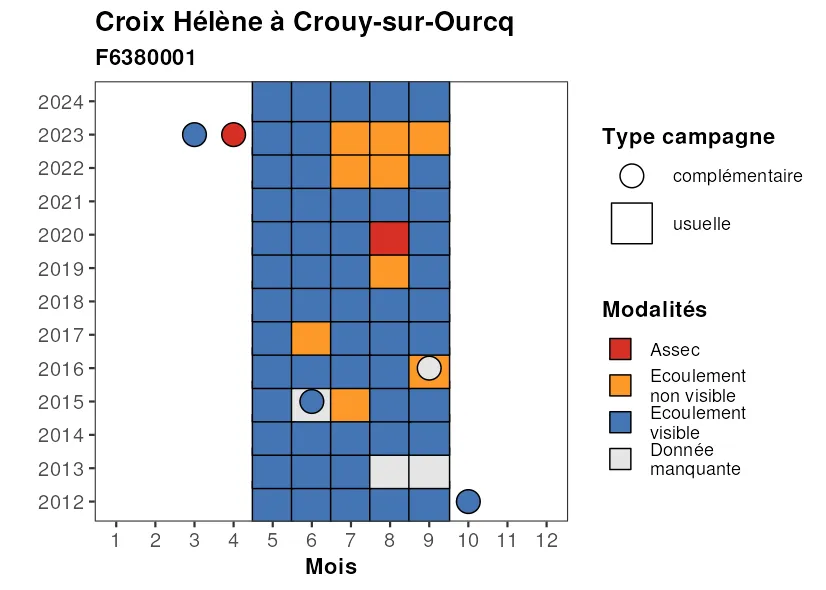 Croix Hélène à Crouy-sur-Ourcq
F6380001
2024
2023
2022
2021
2020
2019
2018
2017
2016
2015
2014
2013
2012
1 2 3 4 5 6 7 8 9 10 11 12
Mois
Type campagne
complémentaire
usuelle
Modalités
Assec
Ecoulement
non visible
Ecoulement
visible
Donnée
manquante